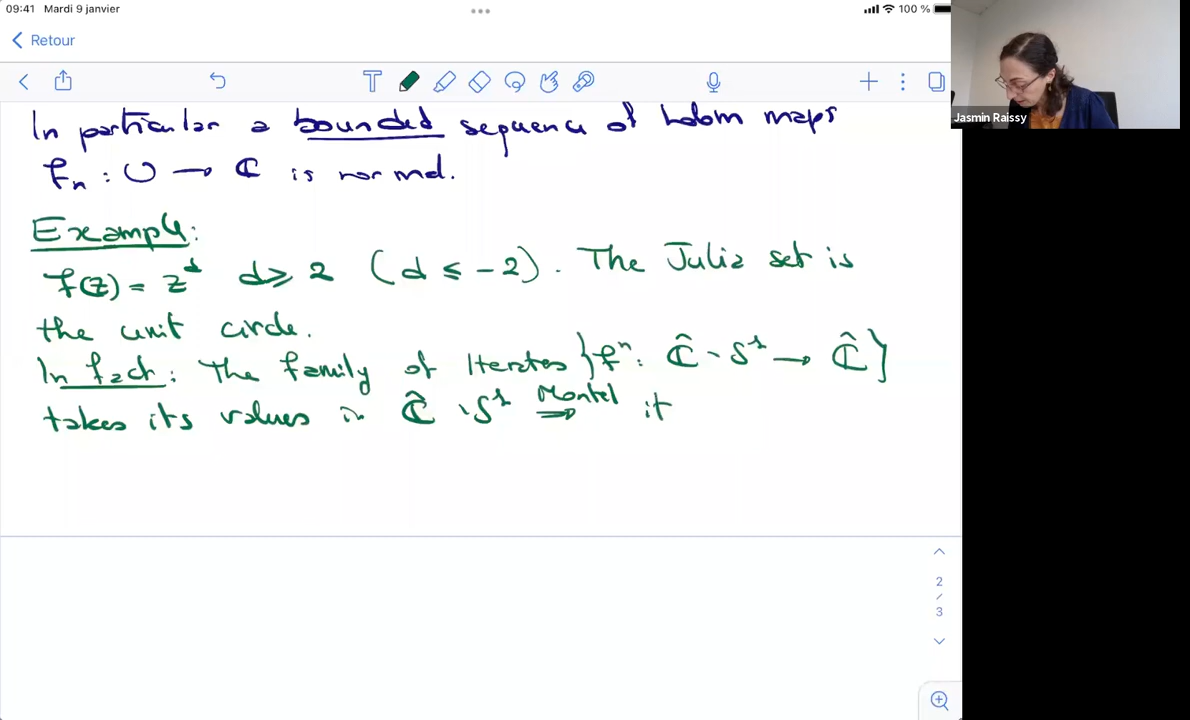 09:41 Mardi 9 janvier
100 %
Retour
Jasmin Raissy
In particular a bounded sequence of holom maps
fn : U → ℂ is normal.
Example:
f(z) = z^d d ⩾ 2 (d ≤ -2). The Julia set is
the unit circle.
In fact: The family of Iterates {f^n : Ĉ \ S^1 → Ĉ}
takes its values in Ĉ \ S^1 Montel ⇒ it
2
/
3